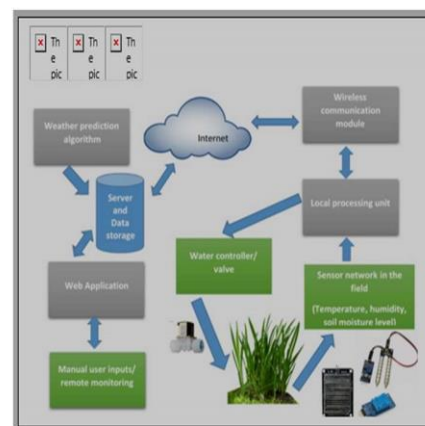 Th Th Th
e e e
pic pic pic
Wireless
communication
module
Weather prediction
algorithm
Internet
Server
and
Data
storage
Local processing unit
Water controller/
valve
Web Application
Sensor network in the
field
(Temperature, humidity,
soil moisture level)
Manual user inputs/
remote monitoring